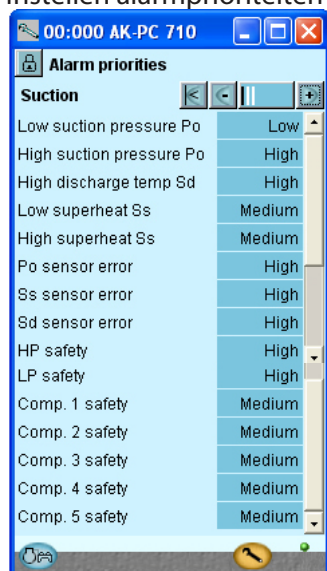 Instellen alarmprioriteiten
00:000 AK-PC 710
Alarm priorities
Suction
Low suction pressure Po Low
High suction pressure Po High
High discharge temp Sd High
Low superheat Ss Medium
High superheat Ss Medium
Po sensor error High
Ss sensor error High
Sd sensor error High
HP safety High
LP safety High
Comp. 1 safety Medium
Comp. 2 safety Medium
Comp. 3 safety Medium
Comp. 4 safety Medium
Comp. 5 safety Medium